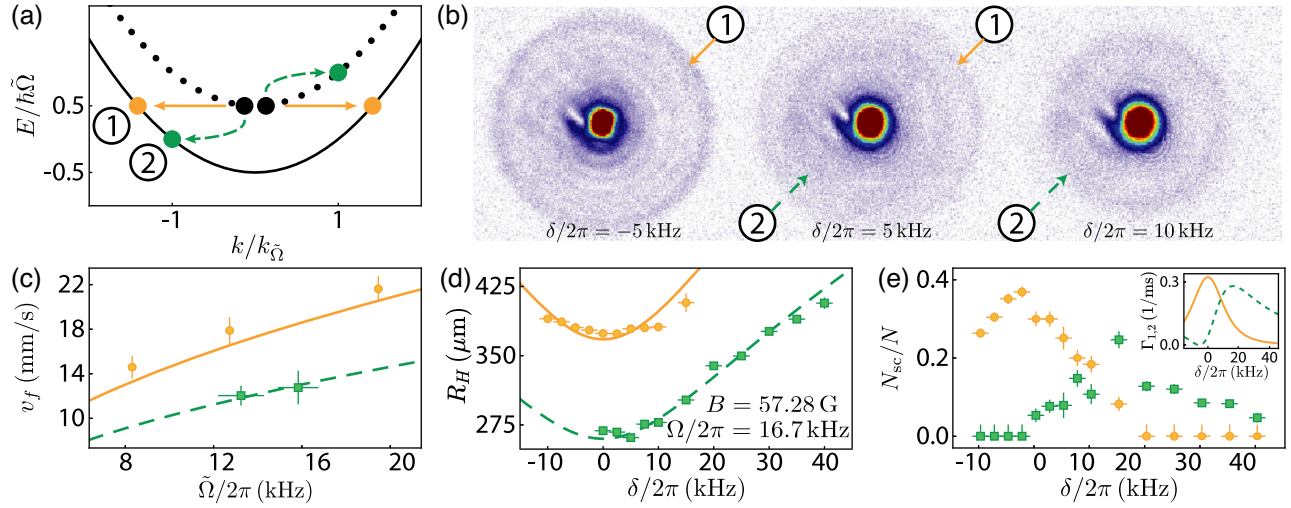 (a)
E/ℏΩ̃
0.5
-0.5
①
②
-1
1
k/k_Ω̃
(b)
①
①
②
②
δ/2π = −5 kHz
δ/2π = 5 kHz
δ/2π = 10 kHz
(c)
v_f (mm/s)
22
18
14
10
8
12
16
20
Ω̃/2π (kHz)
(d)
R_H (μm)
425
350
275
B = 57.28 G
Ω/2π = 16.7 kHz
-10
0
10
20
30
40
δ/2π (kHz)
(e)
N_sc/N
0.4
0.2
0.0
-10
0
10
20
30
40
δ/2π (kHz)
Γ_1,2 (1/ms)
0.3
0.0
0
20
40
δ/2π (kHz)